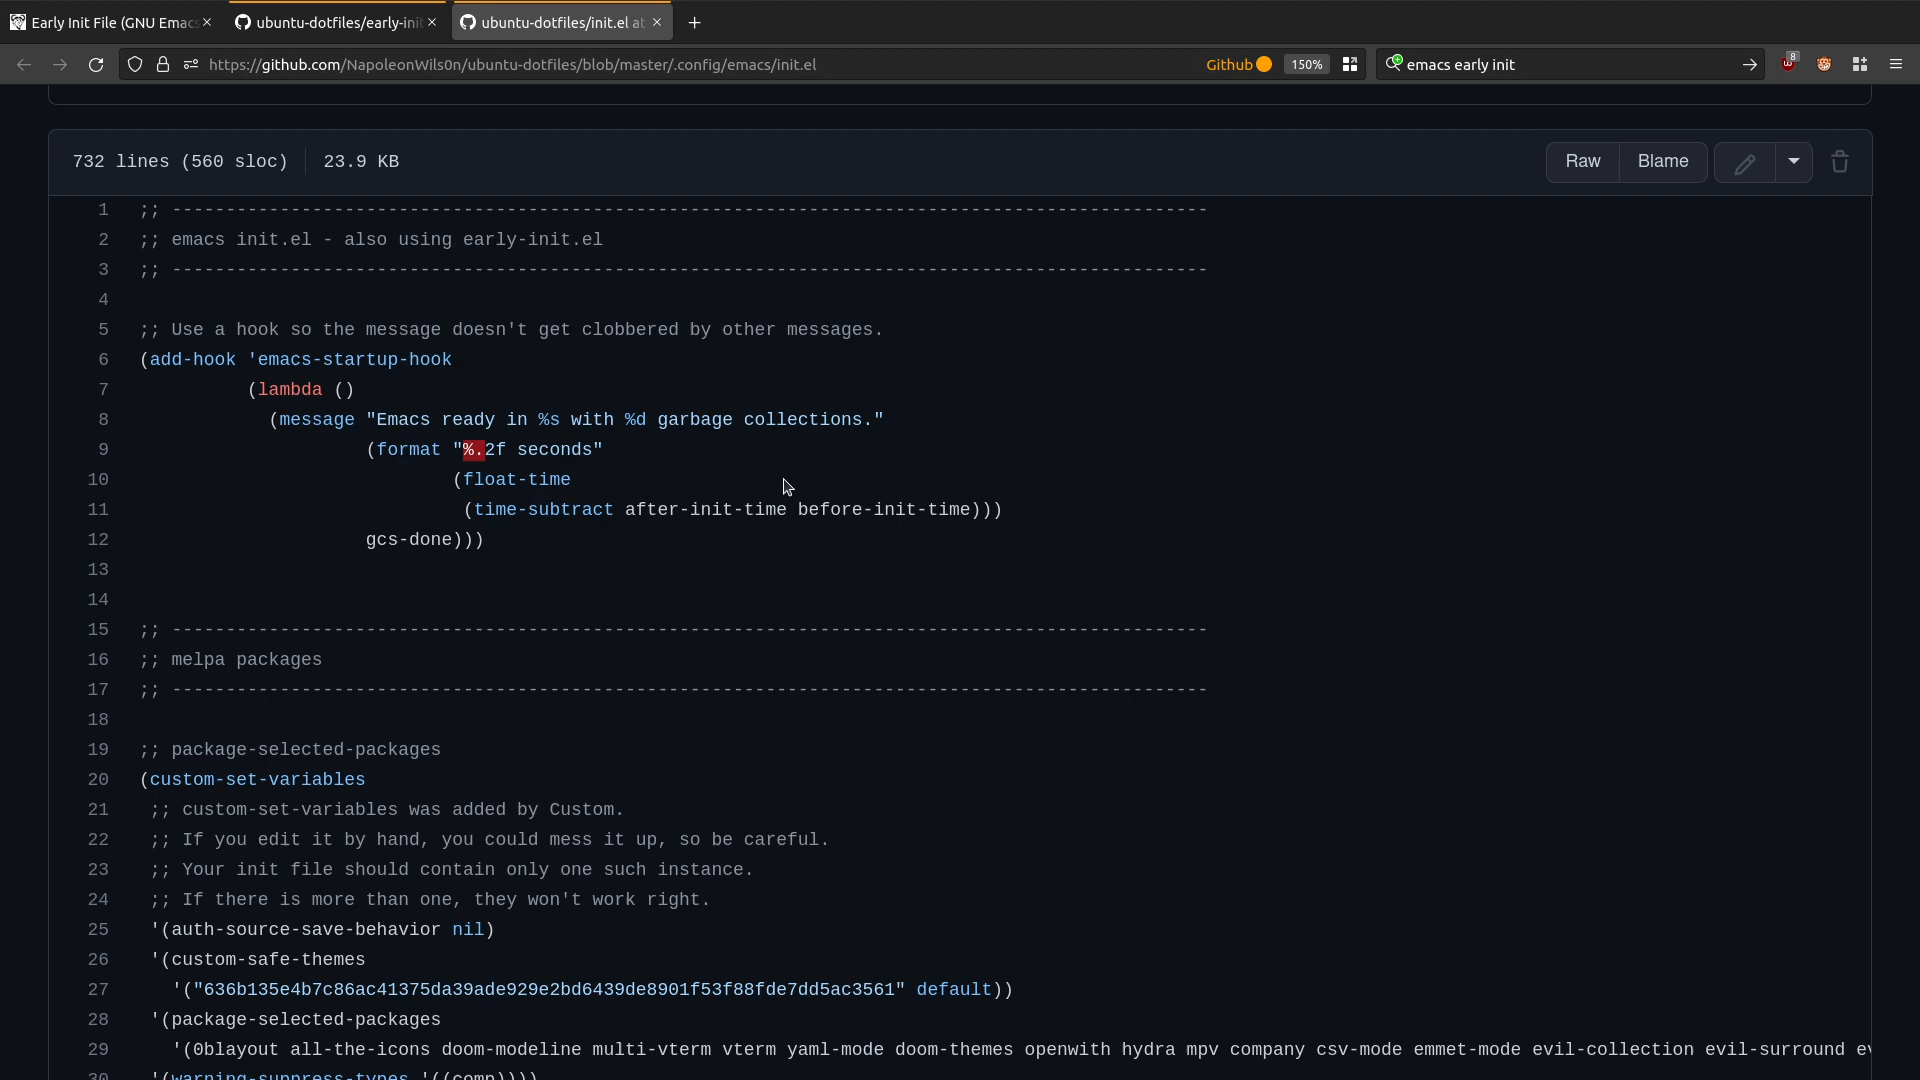 Early Init File (GNU Emacs
ubuntu-dotfiles/early-init
ubuntu-dotfiles/init.el at
https://github.com/NapoleonWils0n/ubuntu-dotfiles/blob/master/.config/emacs/init.el
Github
150%
emacs early init
8
732 lines (560 sloc)
23.9 KB
Raw
Blame
1 ;; ------------------------------------------------------------------------------------------------
2 ;; emacs init.el - also using early-init.el
3 ;; ------------------------------------------------------------------------------------------------
4
5 ;; Use a hook so the message doesn't get clobbered by other messages.
6 (add-hook 'emacs-startup-hook
7 (lambda ()
8 (message "Emacs ready in %s with %d garbage collections."
9 (format "%.2f seconds"
10 (float-time
11 (time-subtract after-init-time before-init-time)))
12 gcs-done)))
13
14
15 ;; ------------------------------------------------------------------------------------------------
16 ;; melpa packages
17 ;; ------------------------------------------------------------------------------------------------
18
19 ;; package-selected-packages
20 (custom-set-variables
21 ;; custom-set-variables was added by Custom.
22 ;; If you edit it by hand, you could mess it up, so be careful.
23 ;; Your init file should contain only one such instance.
24 ;; If there is more than one, they won't work right.
25 '(auth-source-save-behavior nil)
26 '(custom-safe-themes
27 '("636b135e4b7c86ac41375da39ade929e2bd6439de8901f53f88fde7dd5ac3561" default))
28 '(package-selected-packages
29 '(0blayout all-the-icons doom-modeline multi-vterm vterm yaml-mode doom-themes openwith hydra mpv company csv-mode emmet-mode evil-collection evil-surround ev
30 '(warning-suppress-types '((comp))))